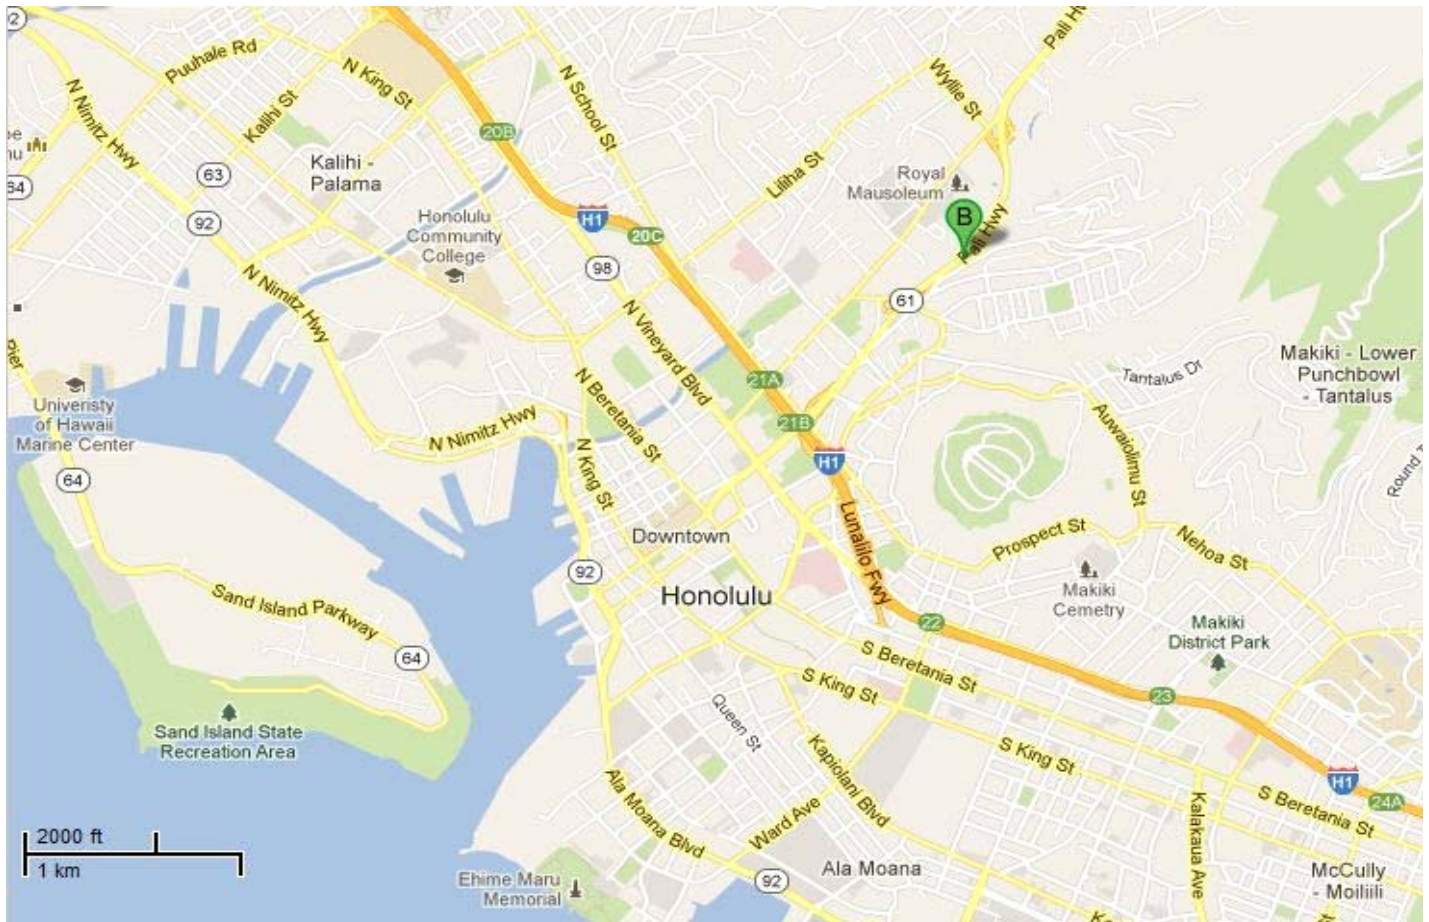 92
Pali H
Puuhale Rd
N King St
N School St
Wyllie St
N Nimitz Hwy
Kalihi St
20B
Kalihi -
Palama
63
64
Liliha St
Royal
Mausoleum
B
Pali Hwy
92
Honolulu
Community
College
H1
20C
98
61
N Nimitz Hwy
N Vineyard Blvd
Pier
Makiki - Lower
Punchbowl
- Tantalus
Tantalus Dr
Univeristy
of Hawaii
Marine Center
21A
N Beretania St
Auwaiolimu St
21B
N Nimitz Hwy
H1
N King St
Round T
64
Lunalilo Fwy
Downtown
Prospect St
Nehoa St
92
Honolulu
Makiki
Cemetry
Sand Island Parkway
22
Makiki
District Park
64
S Beretania St
S King St
23
Sand Island State
Recreation Area
Queen St
Kapiolani Blvd
S King St
H1
Ala Moana Blvd
Ward Ave
Kalakaua Ave
S Beretania St
24A
2000 ft
1 km
Ehime Maru
Memorial
92
Ala Moana
McCully
- Moiliili